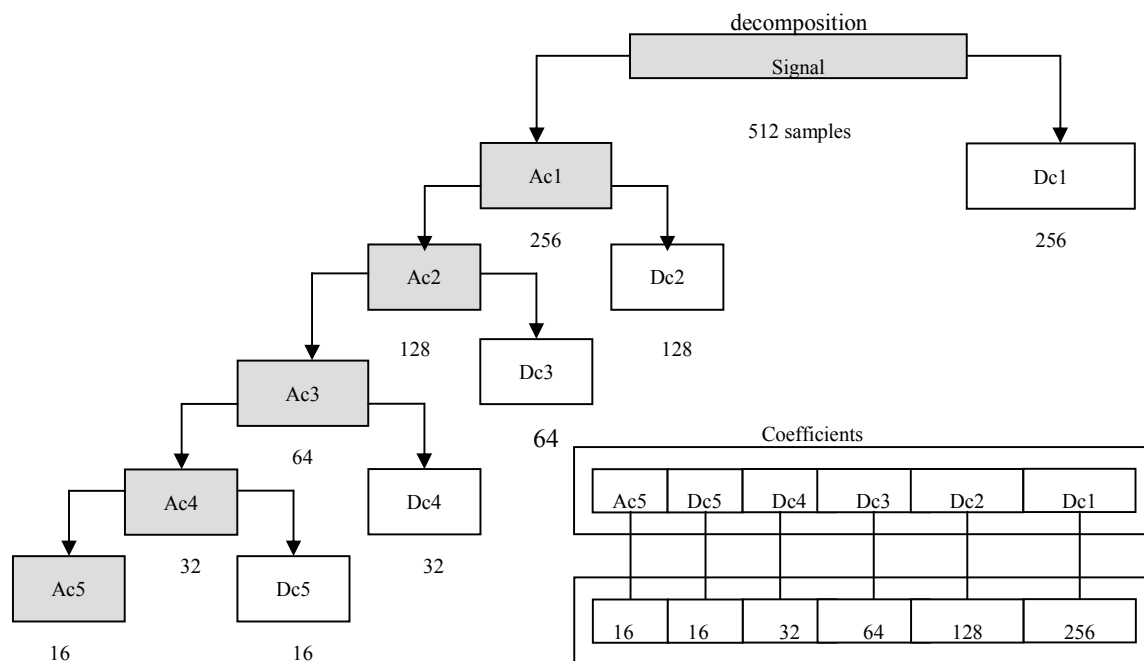 decomposition
Signal
512 samples
Ac1
Dc1
256
256
Ac2
Dc2
128
128
Dc3
Ac3
64
64
Coefficients
Ac4
Dc4
Ac5 Dc5 Dc4 Dc3 Dc2 Dc1
32
32
Ac5
Dc5
16 16 32 64 128 256
16
16